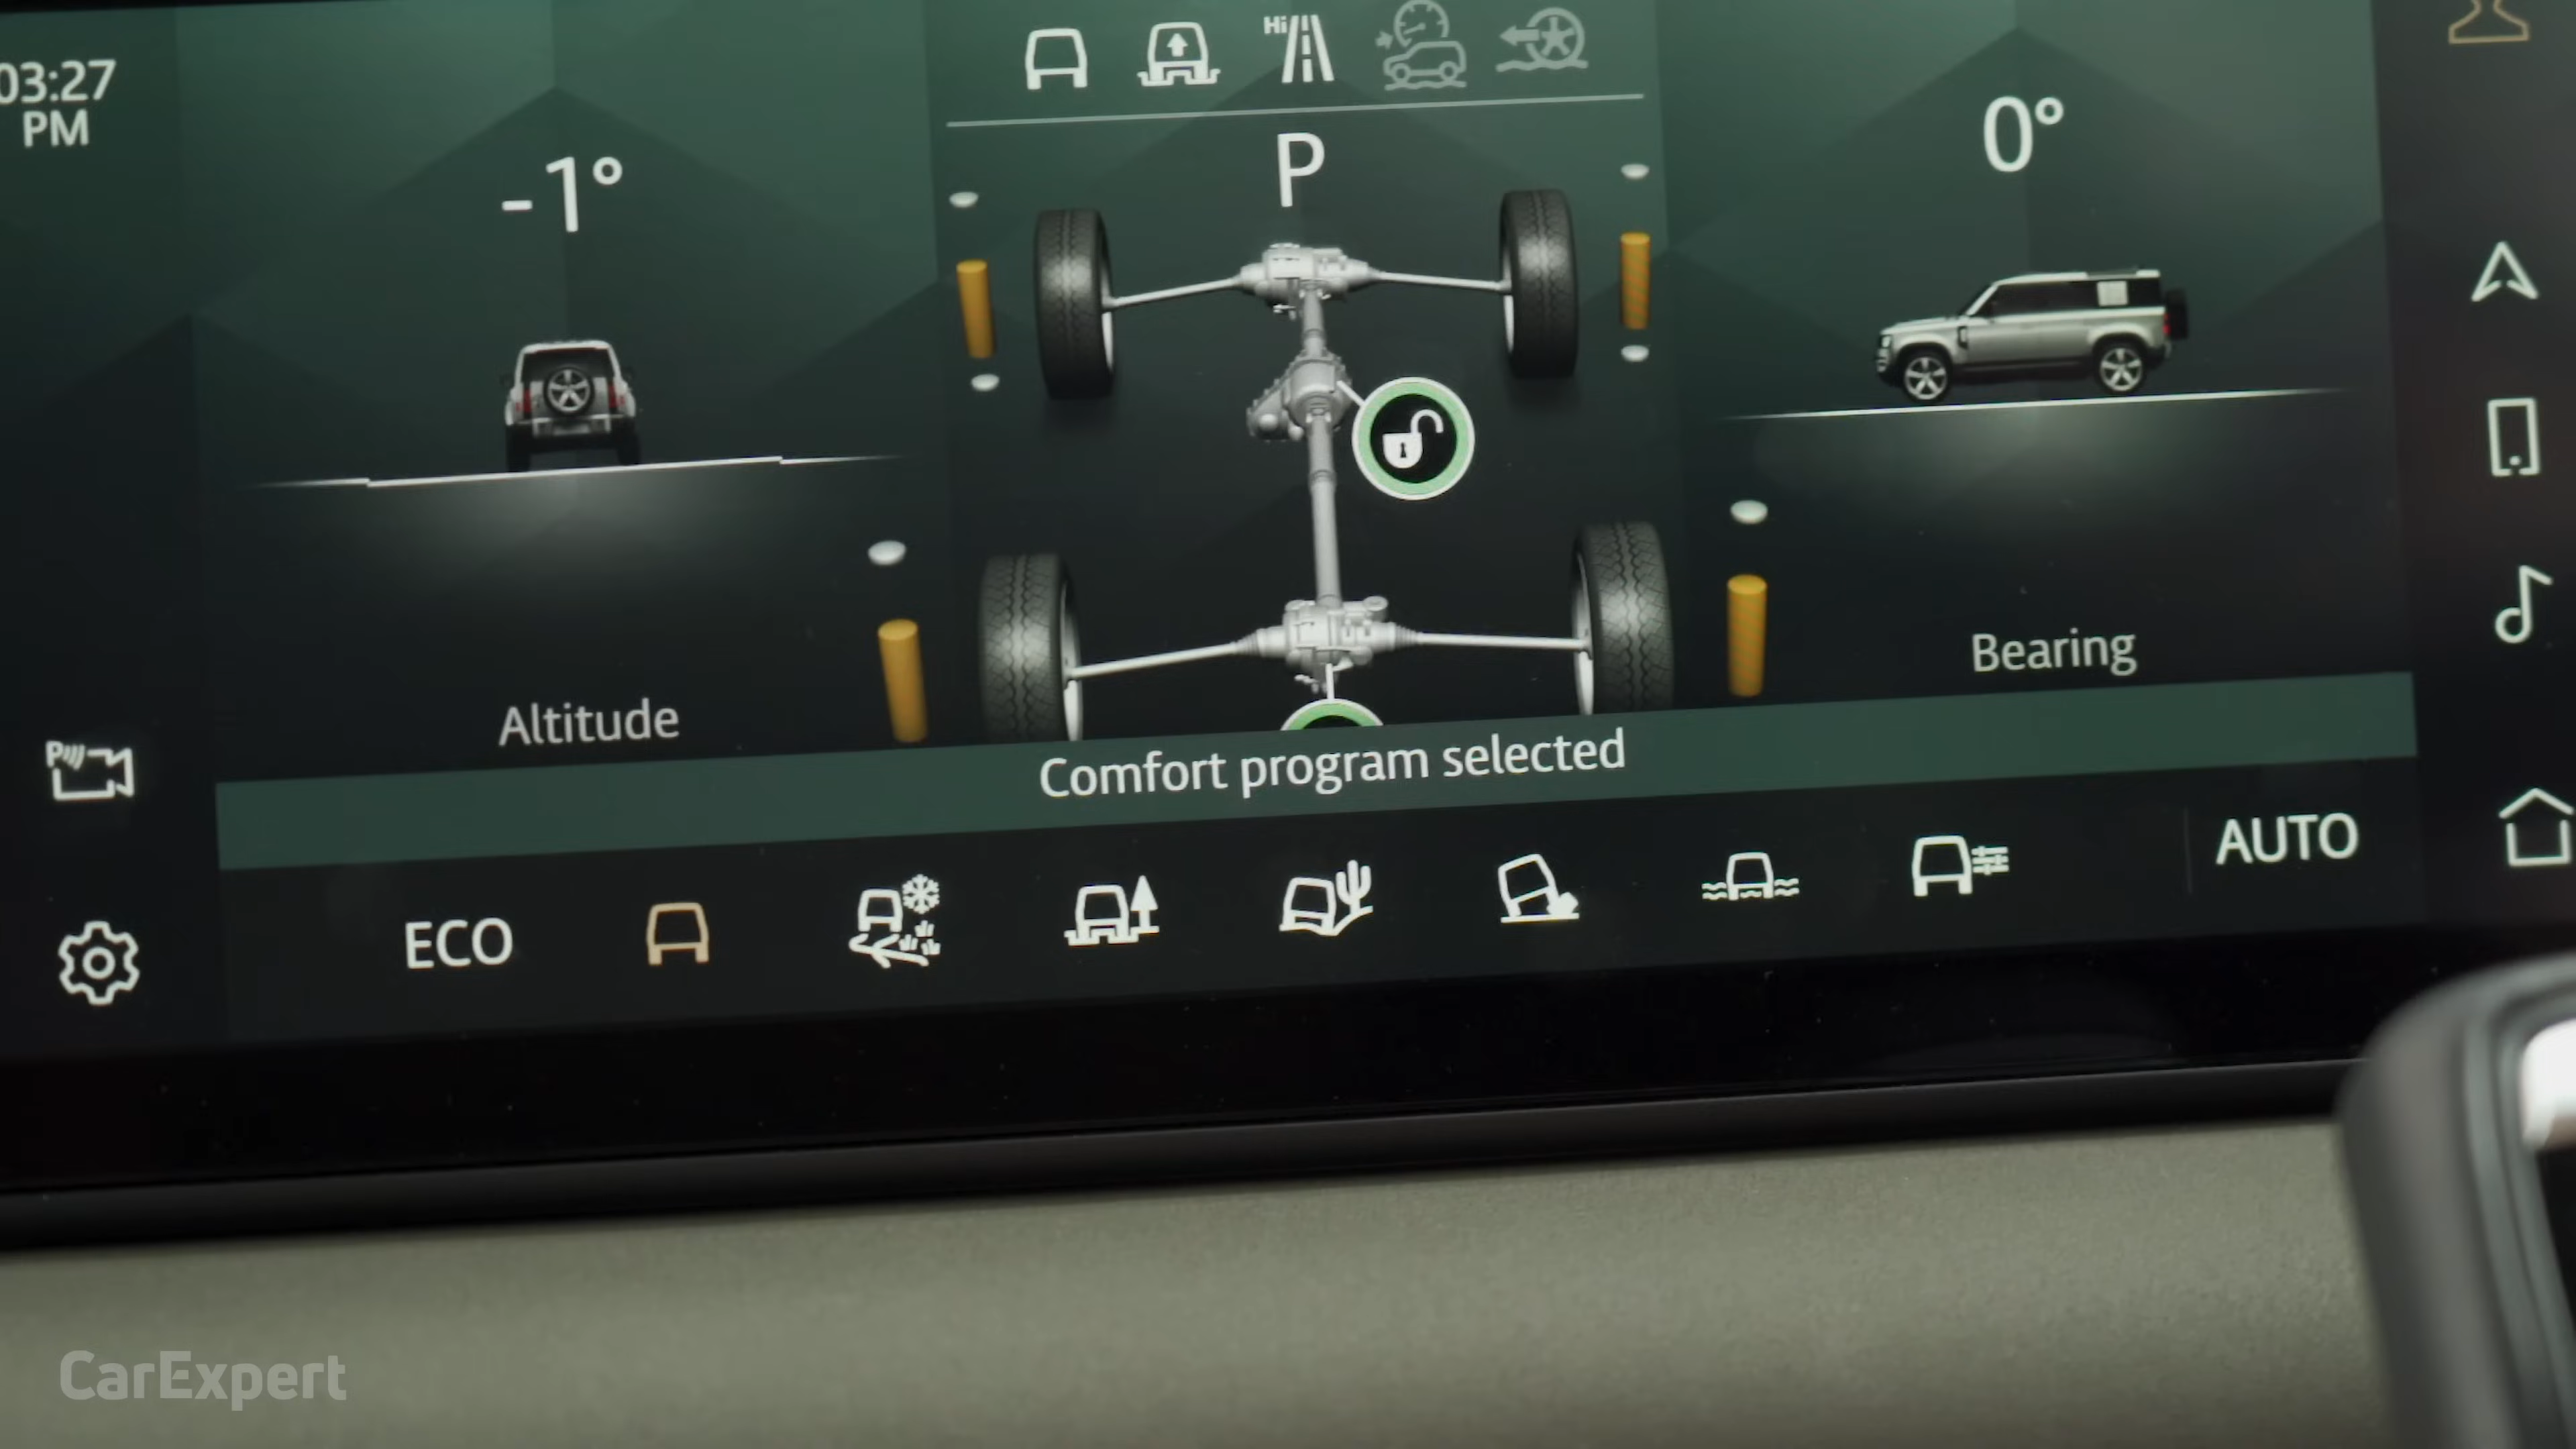 03:27
PM
-1°
Hi
P
0°
Altitude
Bearing
Comfort program selected
P
ECO
AUTO
CarExpert